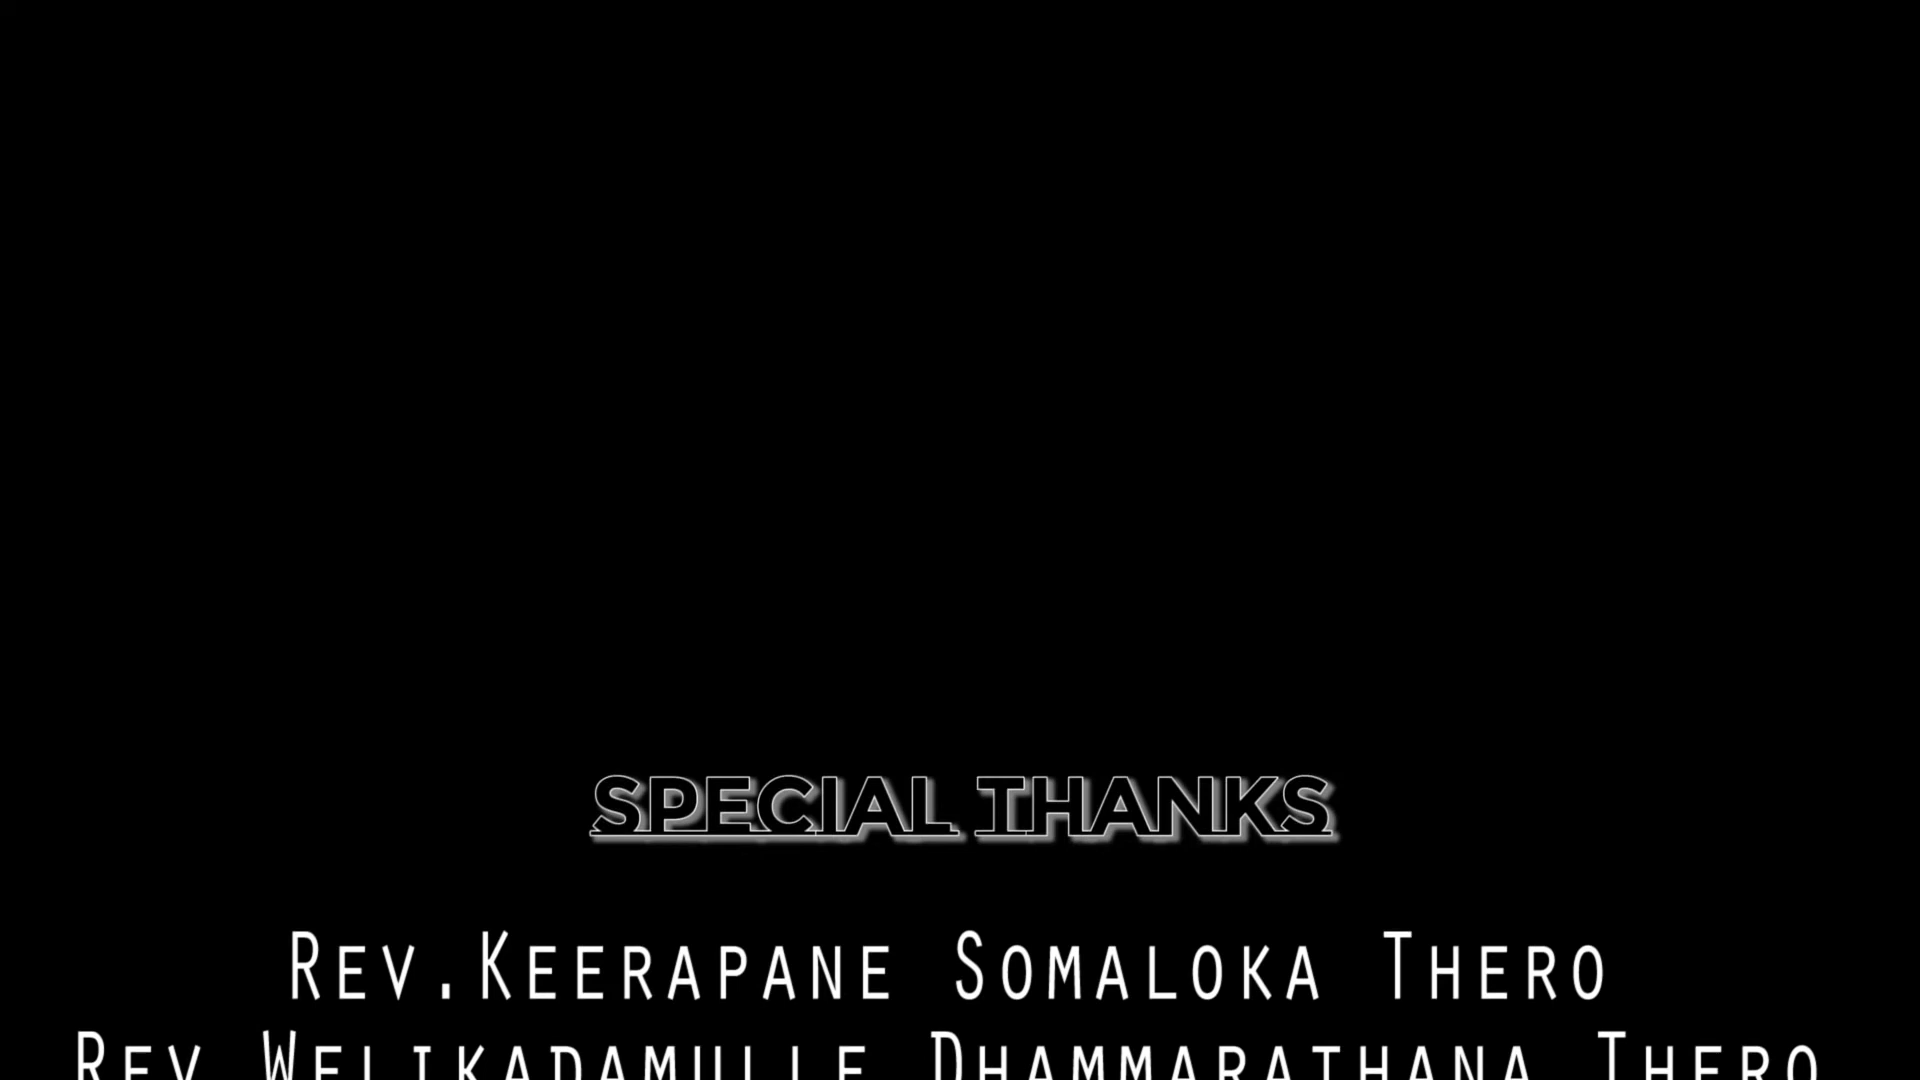 SPECIAL THANKS
Rev.Keerapane Somaloka Thero
Rev.Welikadamulle Dhammarathana Thero